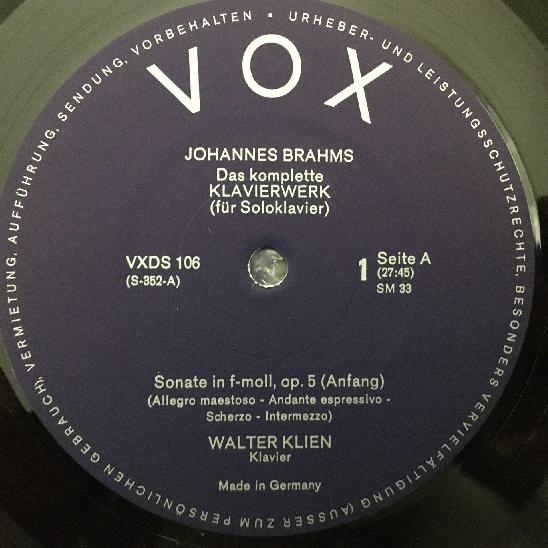 VOX
URHEBER- UND LEISTUNGSSCHUTZRECHTE, BESONDERS VERVIELFÄLTIGUNG (AUSSER ZUM PERSÖNLICHEN GEBRAUCH), VERMIETUNG, AUFFÜHRUNG, SENDUNG, VORBEHALTEN •
JOHANNES BRAHMS
Das komplette
KLAVIERWERK
(für Soloklavier)
VXDS 106
(S-352-A)
1 Seite A
(27:45)
SM 33
Sonate in f-moll, op. 5 (Anfang)
(Allegro maestoso - Andante espressivo -
Scherzo - Intermezzo)
WALTER KLIEN
Klavier
Made in Germany